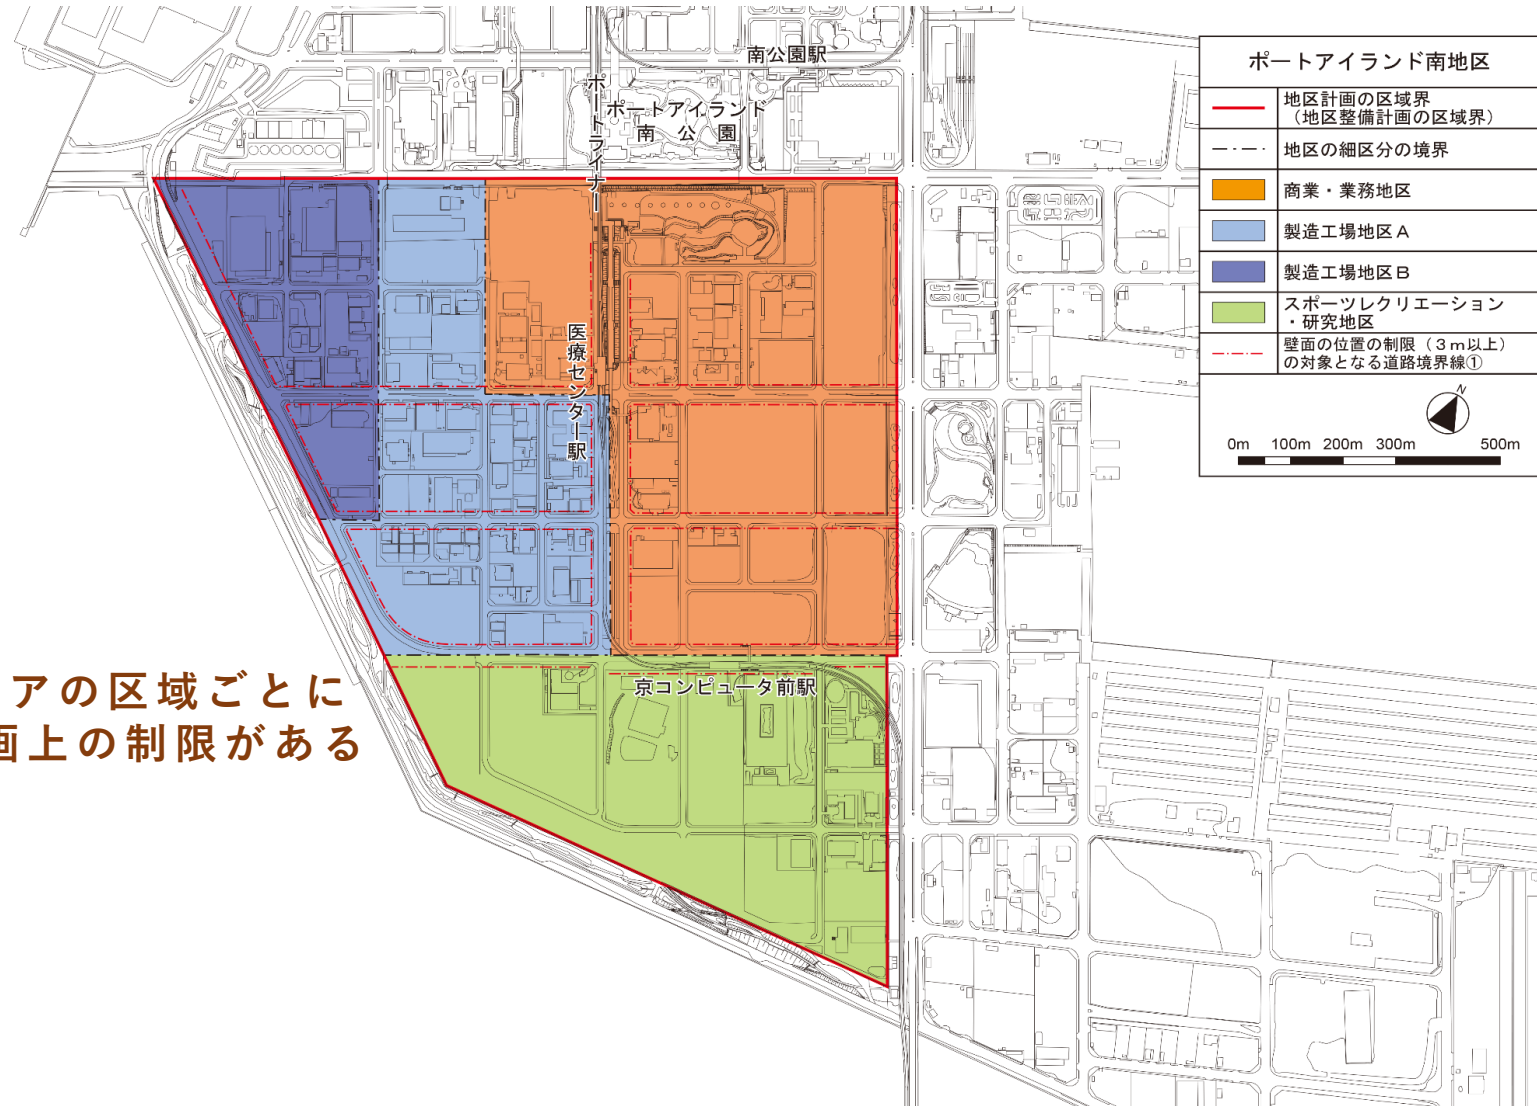 南公園駅
ポートライナー
ポートアイランド
南公園
医療センター駅
京コンピュータ前駅
アの区域ごとに
画上の制限がある
ポートアイランド南地区
地区計画の区域界
（地区整備計画の区域界）
地区の細区分の境界
商業・業務地区
製造工場地区A
製造工場地区B
スポーツレクリエーション
・研究地区
壁面の位置の制限（3m以上）
の対象となる道路境界線①
N
0m 100m 200m 300m 500m